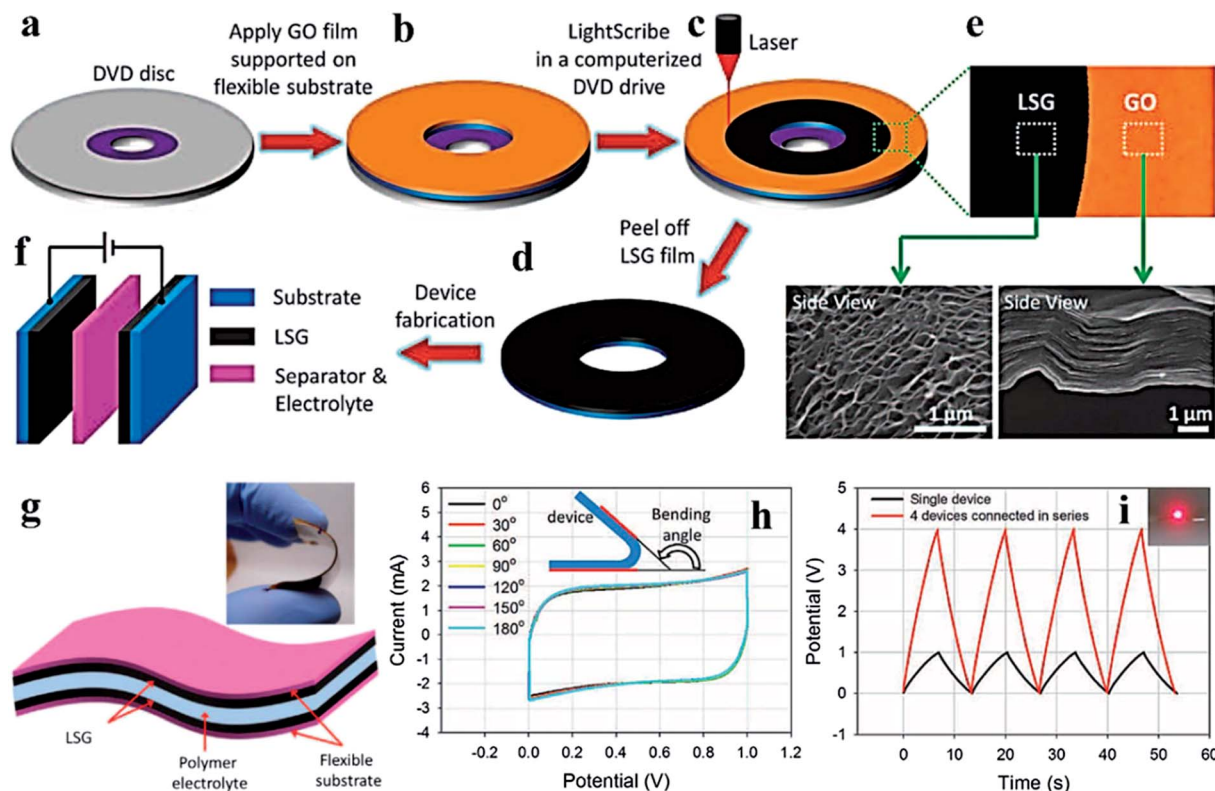 a
DVD disc
Apply GO film
supported on
flexible substrate
b
LightScribe
in a computerized
DVD drive
c
Laser
e
LSG
GO
Peel off
LSG film
d
Side View
1 µm
Side View
1 µm
Device
fabrication
f
Substrate
LSG
Separator &
Electrolyte
g
LSG
Polymer
electrolyte
Flexible
substrate
h
6
5
4
3
2
1
0
-1
-2
-3
-4
Current (mA)
0°
30°
60°
90°
120°
150°
180°
device
Bending
angle
-0.2
0.0
0.2
0.4
0.6
0.8
1.0
1.2
Potential (V)
i
5
4
3
2
1
0
-1
Potential (V)
Single device
4 devices connected in series
0
10
20
30
40
50
60
Time (s)